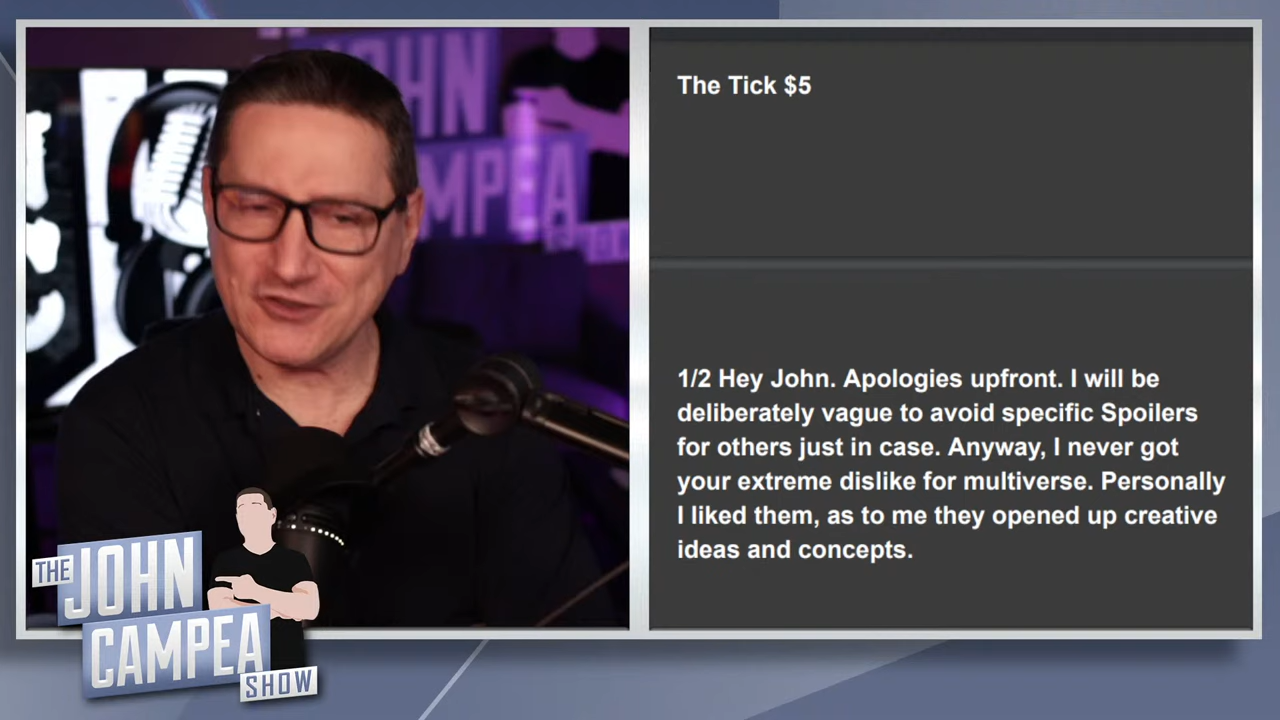 The Tick $5
1/2 Hey John. Apologies upfront. I will be
deliberately vague to avoid specific Spoilers
for others just in case. Anyway, I never got
your extreme dislike for multiverse. Personally
I liked them, as to me they opened up creative
ideas and concepts.
JOHN
CAMPEA
THE
JOHN
CAMPEA
SHOW